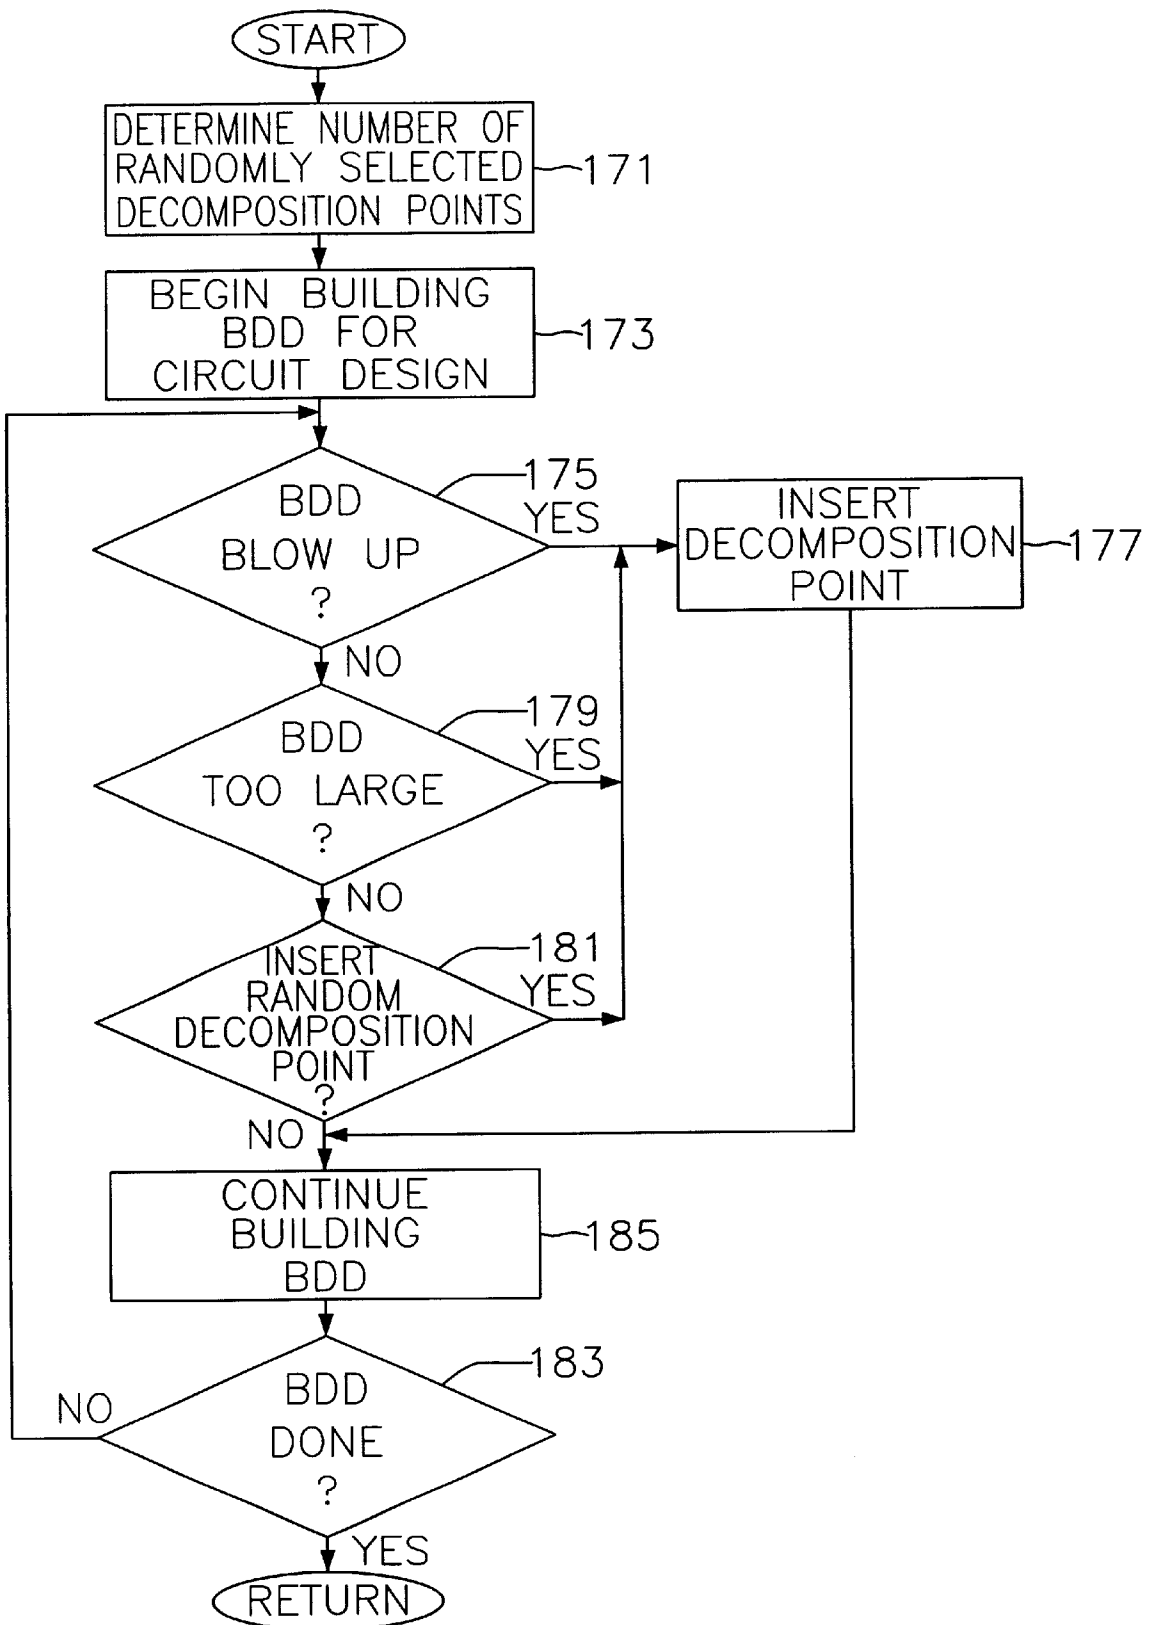 START
DETERMINE NUMBER OF
RANDOMLY SELECTED
DECOMPOSITION POINTS
171
BEGIN BUILDING
BDD FOR
CIRCUIT DESIGN
173
BDD
BLOW UP
?
175
YES
INSERT
DECOMPOSITION
POINT
177
NO
BDD
TOO LARGE
?
179
YES
NO
INSERT
RANDOM
DECOMPOSITION
POINT
?
181
YES
NO
CONTINUE
BUILDING
BDD
185
BDD
DONE
?
183
NO
YES
RETURN